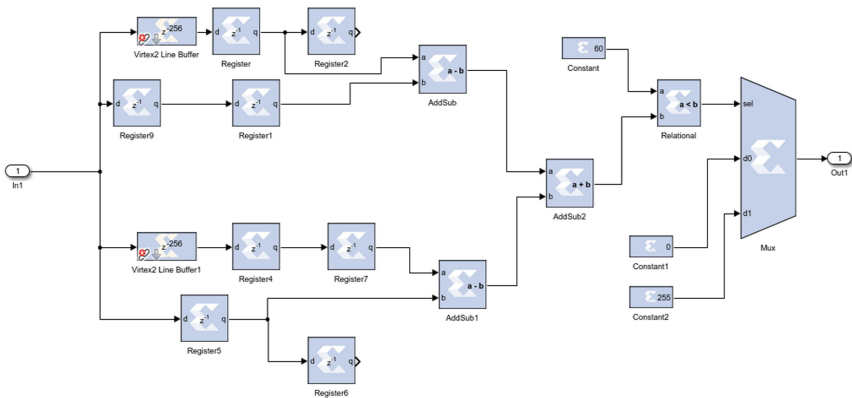 z-256
Virtex2 Line Buffer
d z-1 q
Register
d z-1 q
Register2
a
b
a - b
AddSub
60
Constant
d z-1 q
Register9
d z-1 q
Register1
a
b
a < b
Relational
sel
d0
d1
Mux
1
In1
1
Out1
a
b
a + b
AddSub2
z-256
Virtex2 Line Buffer1
d z-1 q
Register4
d z-1 q
Register7
a
b
a - b
AddSub1
0
Constant1
255
Constant2
d z-1 q
Register5
d z-1 q
Register6